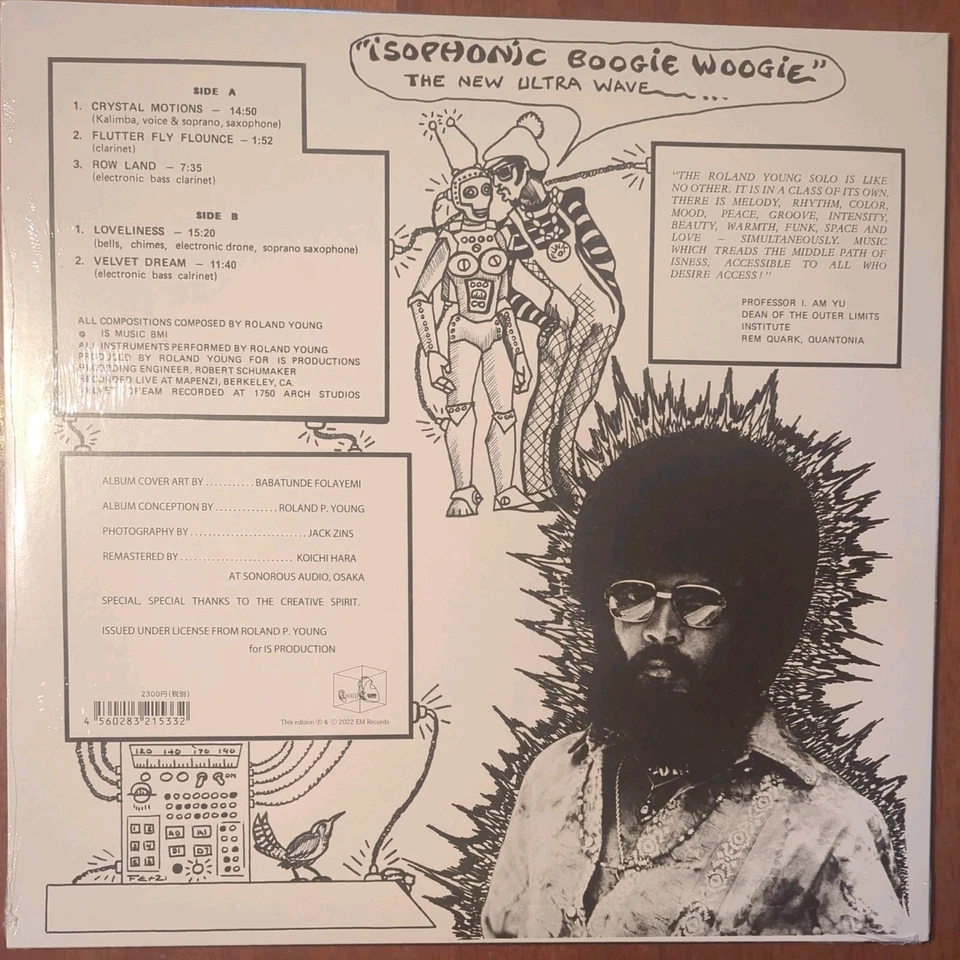 "ISOPHONIC BOOGIE WOOGIE"
THE NEW ULTRA WAVE
SIDE A
1. CRYSTAL MOTIONS — 14:50
(Kalimba, voice & soprano, saxophone)
2. FLUTTER FLY FLOUNCE — 1:52
(clarinet)
3. ROW LAND — 7:35
(electronic bass clarinet)
SIDE B
1. LOVELINESS — 15:20
(bells, chimes, electronic drone, soprano saxophone)
2. VELVET DREAM — 11:40
(electronic bass calrinet)
ALL COMPOSITIONS COMPOSED BY ROLAND YOUNG
IS MUSIC BMI
ALL INSTRUMENTS PERFORMED BY ROLAND YOUNG
PRODUCED BY ROLAND YOUNG FOR IS PRODUCTIONS
RECORDING ENGINEER, ROBERT SCHUMAKER
RECORDED LIVE AT MAPENZI, BERKELEY, CA.
VELVET DREAM RECORDED AT 1750 ARCH STUDIOS
"THE ROLAND YOUNG SOLO IS LIKE
NO OTHER. IT IS IN A CLASS OF ITS OWN.
THERE IS MELODY, RHYTHM, COLOR,
MOOD, PEACE, GROOVE, INTENSITY,
BEAUTY, WARMTH, FUNK, SPACE AND
LOVE – SIMULTANEOUSLY. MUSIC
WHICH TREADS THE MIDDLE PATH OF
ISNESS, ACCESSIBLE TO ALL WHO
DESIRE ACCESS!"
PROFESSOR I. AM YU
DEAN OF THE OUTER LIMITS
INSTITUTE
REM QUARK, QUANTONIA
ALBUM COVER ART BY ........... BABATUNDE FOLAYEMI
ALBUM CONCEPTION BY .............. ROLAND P. YOUNG
PHOTOGRAPHY BY .......................... JACK ZINS
REMASTERED BY ......................... KOICHI HARA
AT SONOROUS AUDIO, OSAKA
SPECIAL, SPECIAL THANKS TO THE CREATIVE SPIRIT.
ISSUED UNDER LICENSE FROM ROLAND P. YOUNG
for IS PRODUCTION
2300円(税別)
4 560283 215332
This edition ℗ & © 2022 EM Records
120 140 170 140
ON